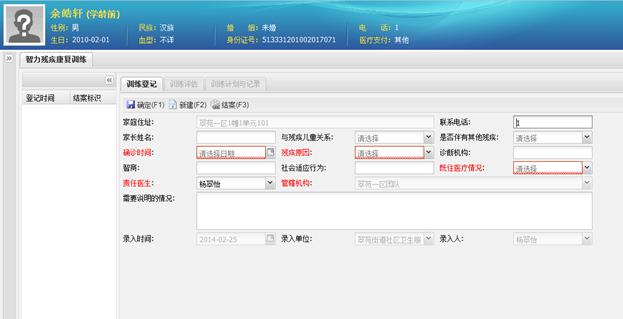 余皓轩 (学龄前)
性别: 男 民族: 汉族 婚 姻: 未婚 电 话: 1
生日: 2010-02-01 血型: 不详 身份证号: 513331201002017071 医疗支付: 其他
智力残疾康复训练
训练登记 训练评估 训练计划与记录
登记时间 结案标识
确定(F1) 新建(F2) 结案(F3)
家庭住址: 翠苑一区1幢1单元101 联系电话: 1
家长姓名: 与残疾儿童关系: 请选择 是否伴有其他残疾: 请选择
确诊时间: 请选择日期 残疾原因: 请选择 诊断机构:
智商: 社会适应行为: 既往医疗情况: 请选择
责任医生: 杨翠怡 管辖机构: 翠苑一区团队
需要说明的情况:
录入时间: 2014-02-25 录入单位: 翠苑街道社区卫生服 录入人: 杨翠怡